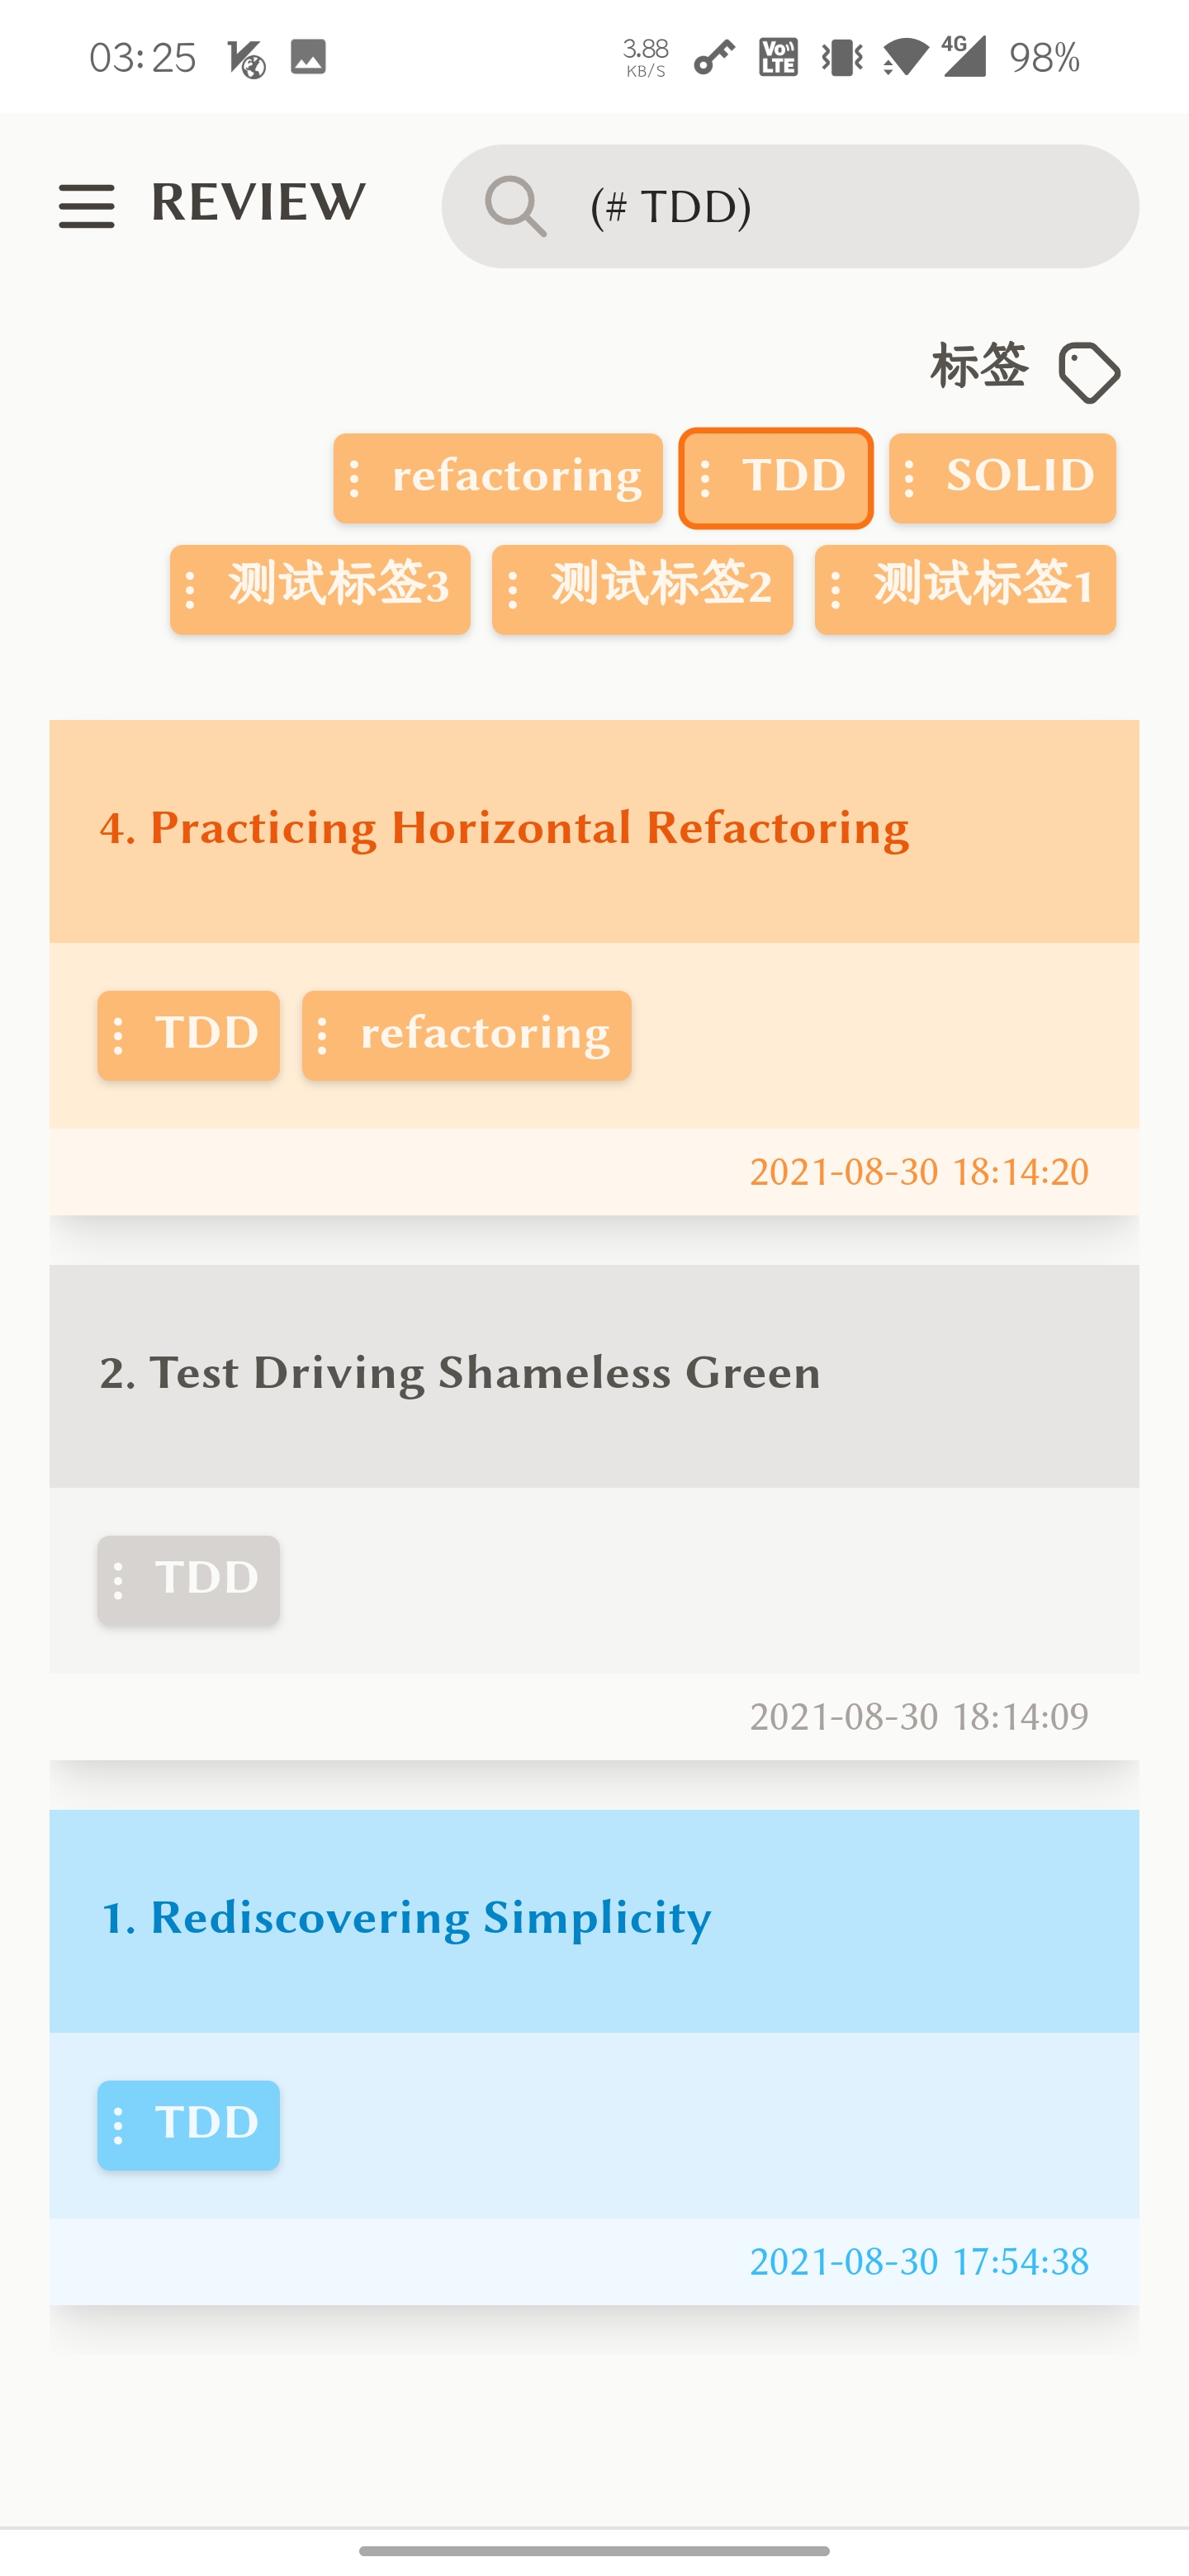 03:25 3.88 KB/S VoLTE 4G 98%
REVIEW (# TDD)
标签
refactoring TDD SOLID
测试标签3 测试标签2 测试标签1
4. Practicing Horizontal Refactoring
TDD refactoring
2021-08-30 18:14:20
2. Test Driving Shameless Green
TDD
2021-08-30 18:14:09
1. Rediscovering Simplicity
TDD
2021-08-30 17:54:38